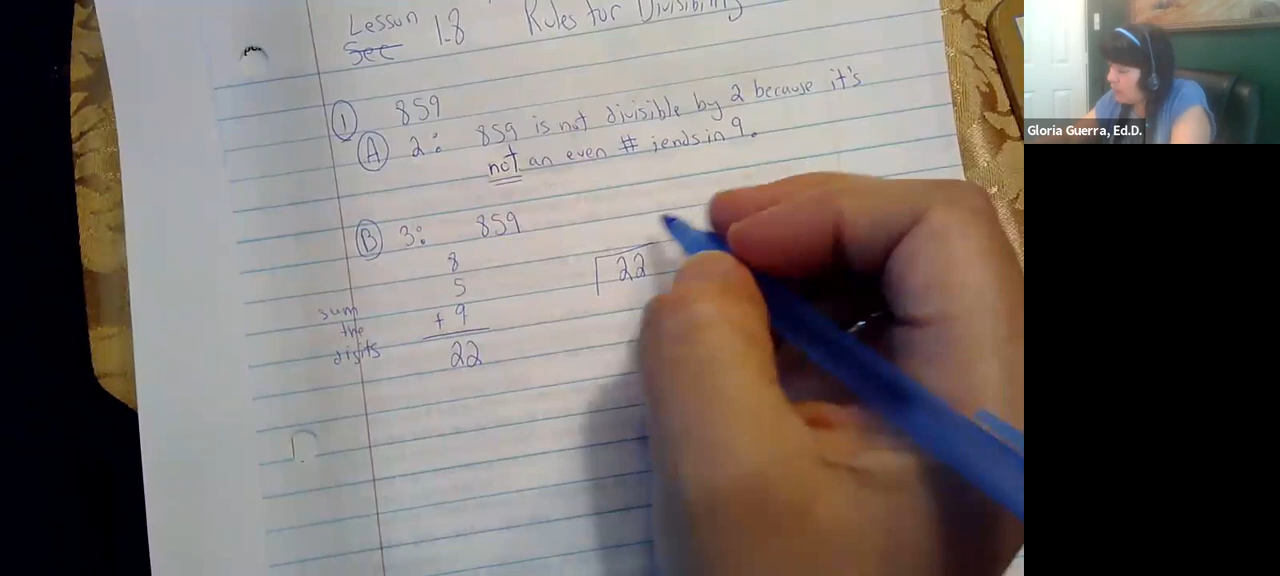 Lesson
Sec 1.8 Rules for Divisibility
1 859
A 2: 859 is not divisible by 2 because it's
not an even # ; ends in 9.
B 3: 859
8
5
+ 9
22
sum
the
digits
22
Gloria Guerra, Ed.D.